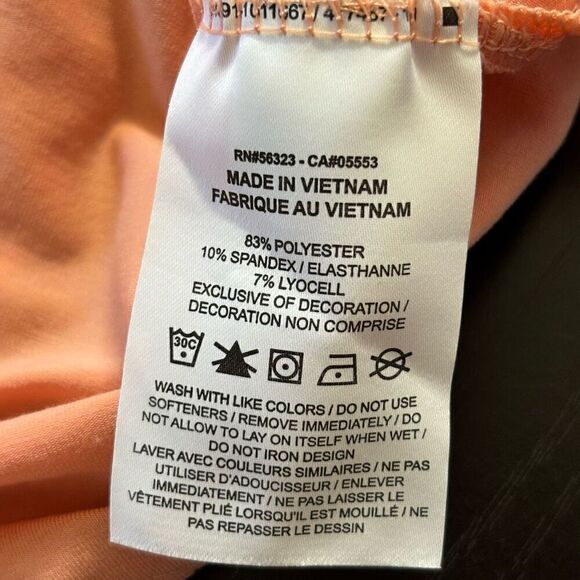 RN#56323 - CA#05553
MADE IN VIETNAM
FABRIQUE AU VIETNAM
83% POLYESTER
10% SPANDEX / ELASTHANNE
7% LYOCELL
EXCLUSIVE OF DECORATION /
DECORATION NON COMPRISE
30C
WASH WITH LIKE COLORS / DO NOT USE
SOFTENERS / REMOVE IMMEDIATELY / DO
NOT ALLOW TO LAY ON ITSELF WHEN WET /
DO NOT IRON DESIGN
LAVER AVEC COULEURS SIMILAIRES / NE PAS
UTILISER D'ADOUCISSEUR / ENLEVER
IMMEDIATEMENT / NE PAS LAISSER LE
VÊTEMENT PLIÉ LORSQU'IL EST MOUILLÉ / NE
PAS REPASSER LE DESSIN